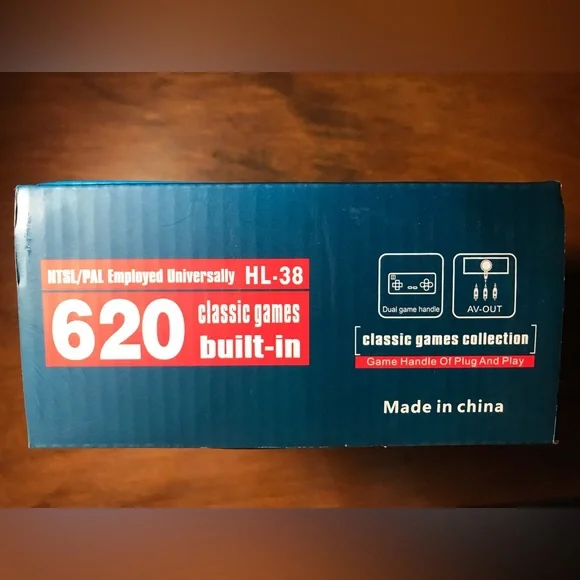 NTSL/PAL Employed Universally HL-38
620 classic games
built-in
Dual game handle
AV-OUT
[classic games collection]
Game Handle Of Plug And Play
Made in china